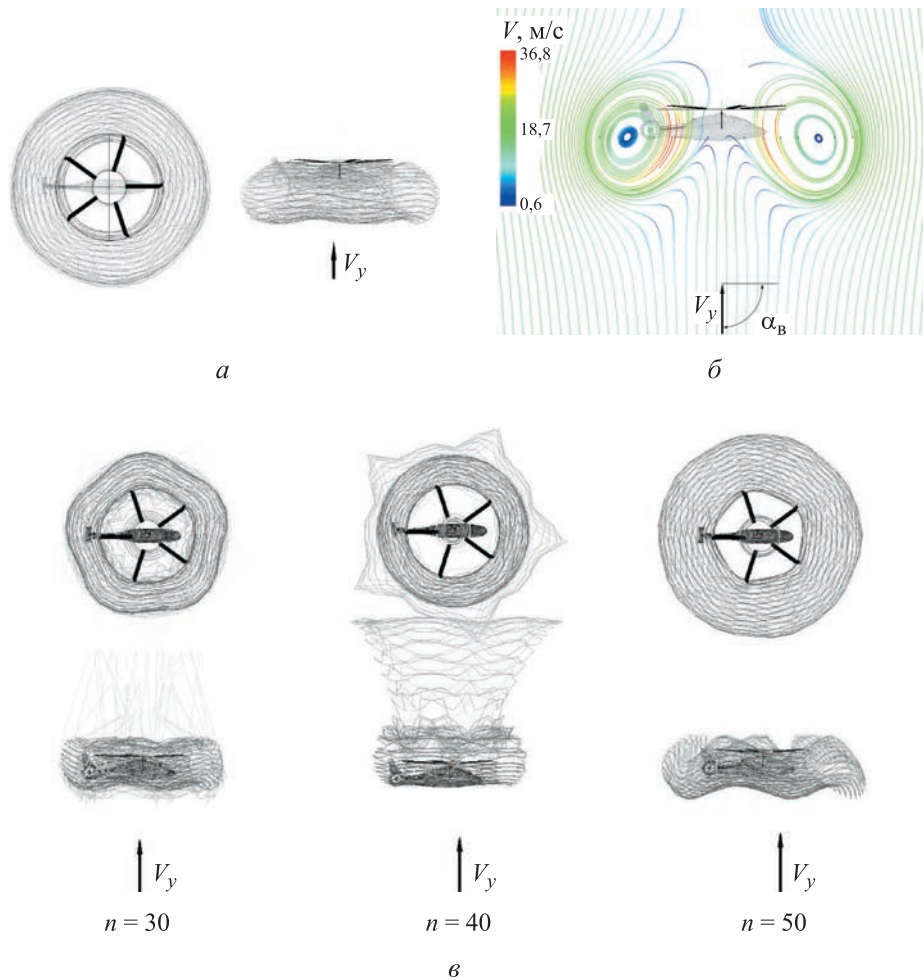 V, м/с
36,8
18,7
0,6
V_y
V_y
α_в
а
б
V_y
V_y
V_y
n = 30
n = 40
n = 50
в